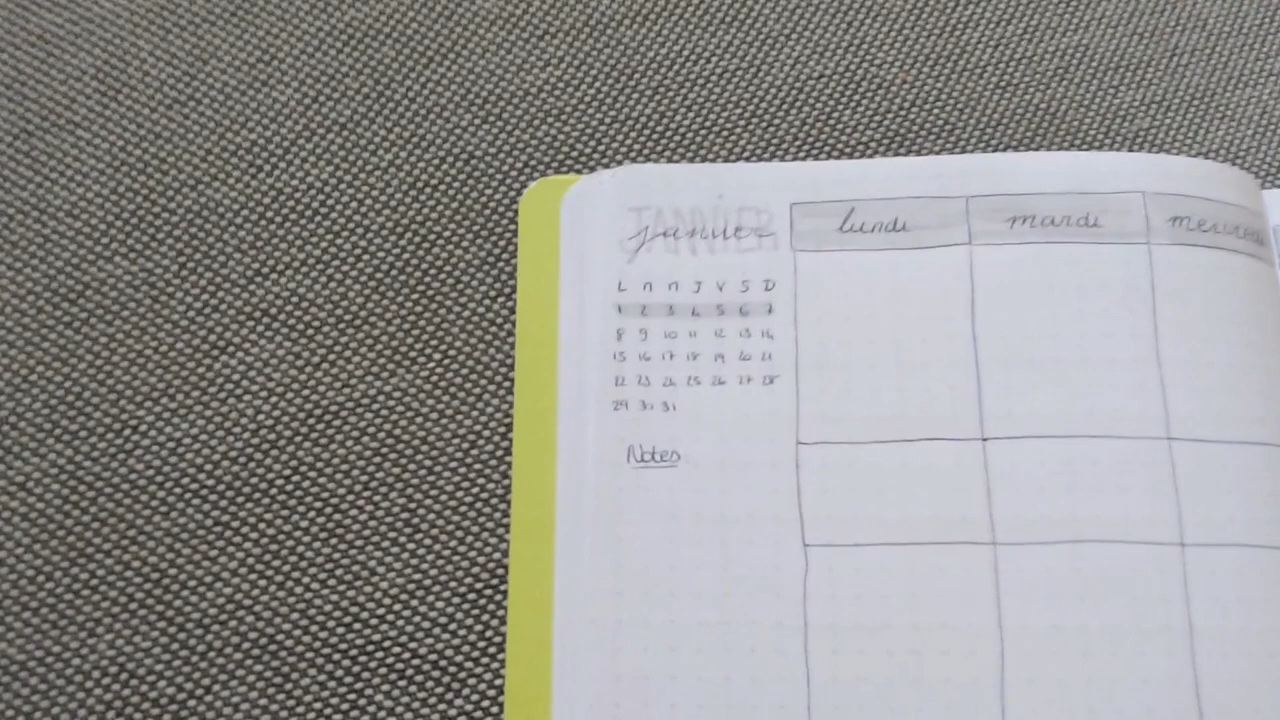 JANVIER
janvier
L M M J V S D
1 2 3 4 5 6 7
8 9 10 11 12 13 14
15 16 17 18 19 20 21
22 23 24 25 26 27 28
29 30 31
Notes
lundi mardi mercredi